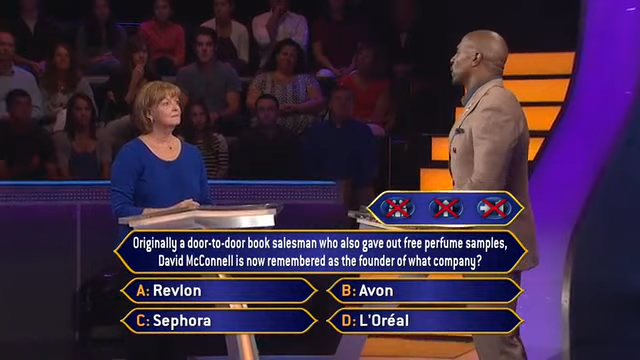 Originally a door-to-door book salesman who also gave out free perfume samples,
David McConnell is now remembered as the founder of what company?
A: Revlon
B: Avon
C: Sephora
D: L'Oréal